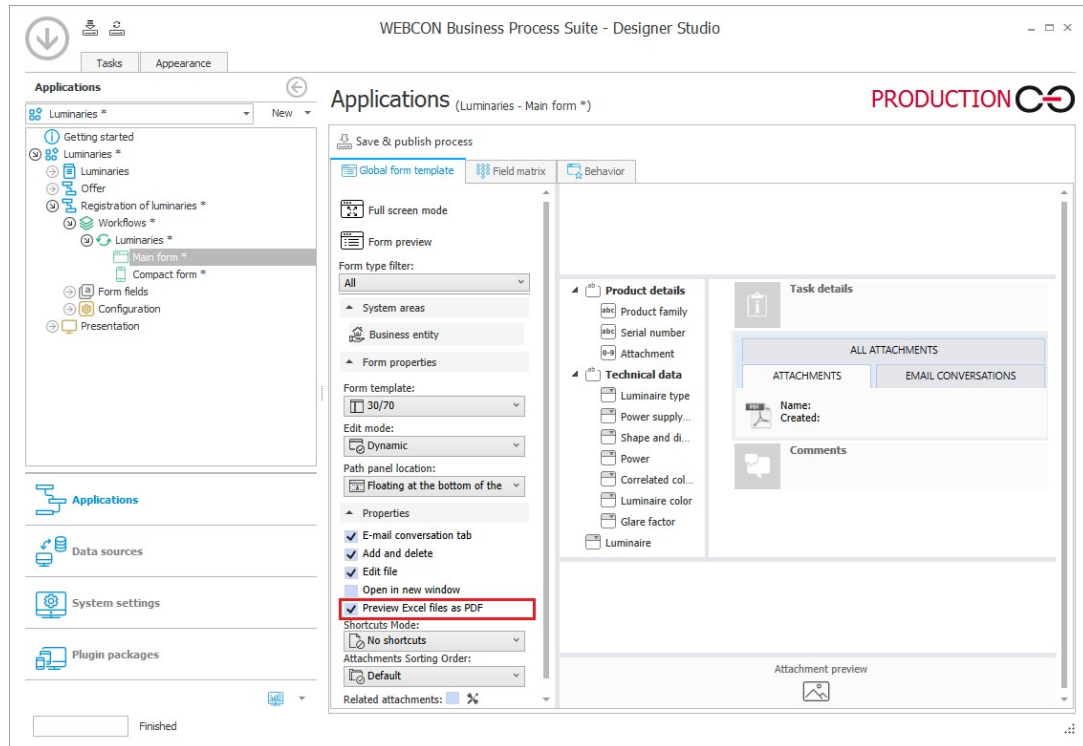 WEBCON Business Process Suite - Designer Studio
Tasks
Appearance
Applications
Luminaries *
New
Getting started
Luminaries *
Luminaries
Offer
Registration of luminaries *
Workflows *
Luminaries *
Main form *
Compact form *
Form fields
Configuration
Presentation
Applications
Data sources
System settings
Plugin packages
Finished
Applications (Luminaries - Main form *)
PRODUCTION
Save & publish process
Global form template
Field matrix
Behavior
Full screen mode
Form preview
Form type filter:
All
System areas
Business entity
Form properties
Form template:
30/70
Edit mode:
Dynamic
Path panel location:
Floating at the bottom of the
Properties
E-mail conversation tab
Add and delete
Edit file
Open in new window
Preview Excel files as PDF
Shortcuts Mode:
No shortcuts
Attachments Sorting Order:
Default
Related attachments:
ab Product details
abc Product family
abc Serial number
0-9 Attachment
ab Technical data
Luminaire type
Power supply...
Shape and di...
Power
Correlated col...
Luminaire color
Glare factor
Luminaire
Task details
ALL ATTACHMENTS
ATTACHMENTS
EMAIL CONVERSATIONS
PDF
Name:
Created:
Comments
Attachment preview